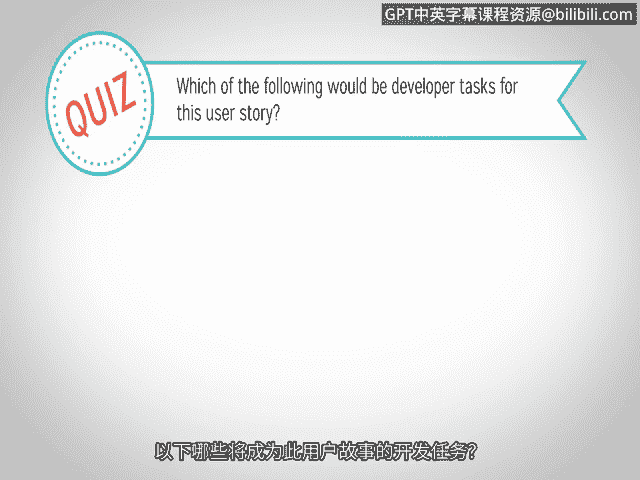 GPT中英字幕课程资源@bilibili.com
QUIZ
Which of the following would be developer tasks for
this user story?
以下哪些将成为此用户故事的开发任务?